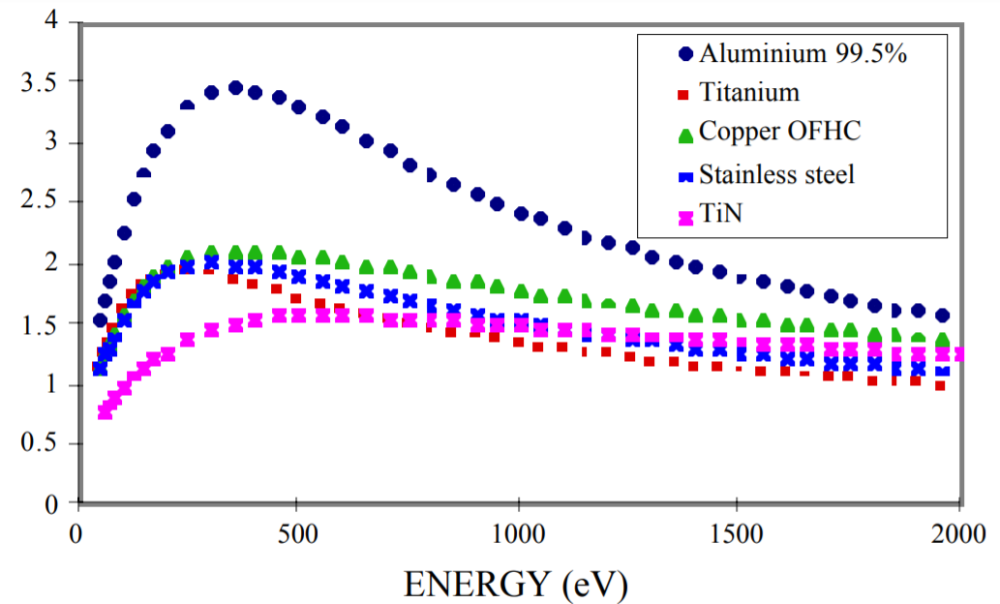 4
3.5
3
2.5
2
1.5
1
0.5
0
Aluminium 99.5%
Titanium
Copper OFHC
Stainless steel
TiN
0 500 1000 1500 2000
ENERGY (eV)